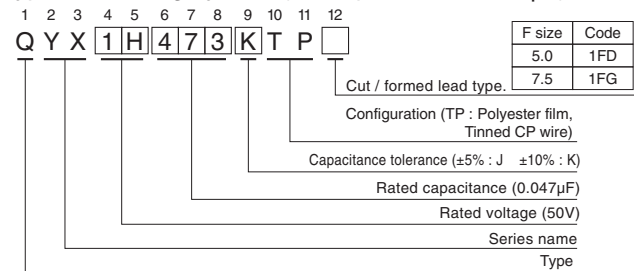 1 2 3 4 5 6 7 8 9 10 11 12
Q Y X 1 H 4 7 3 K T P
F size Code
5.0 1FD
7.5 1FG
Cut / formed lead type.
Configuration (TP : Polyester film,
Tinned CP wire)
Capacitance tolerance (±5% : J ±10% : K)
Rated capacitance (0.047µF)
Rated voltage (50V)
Series name
Type